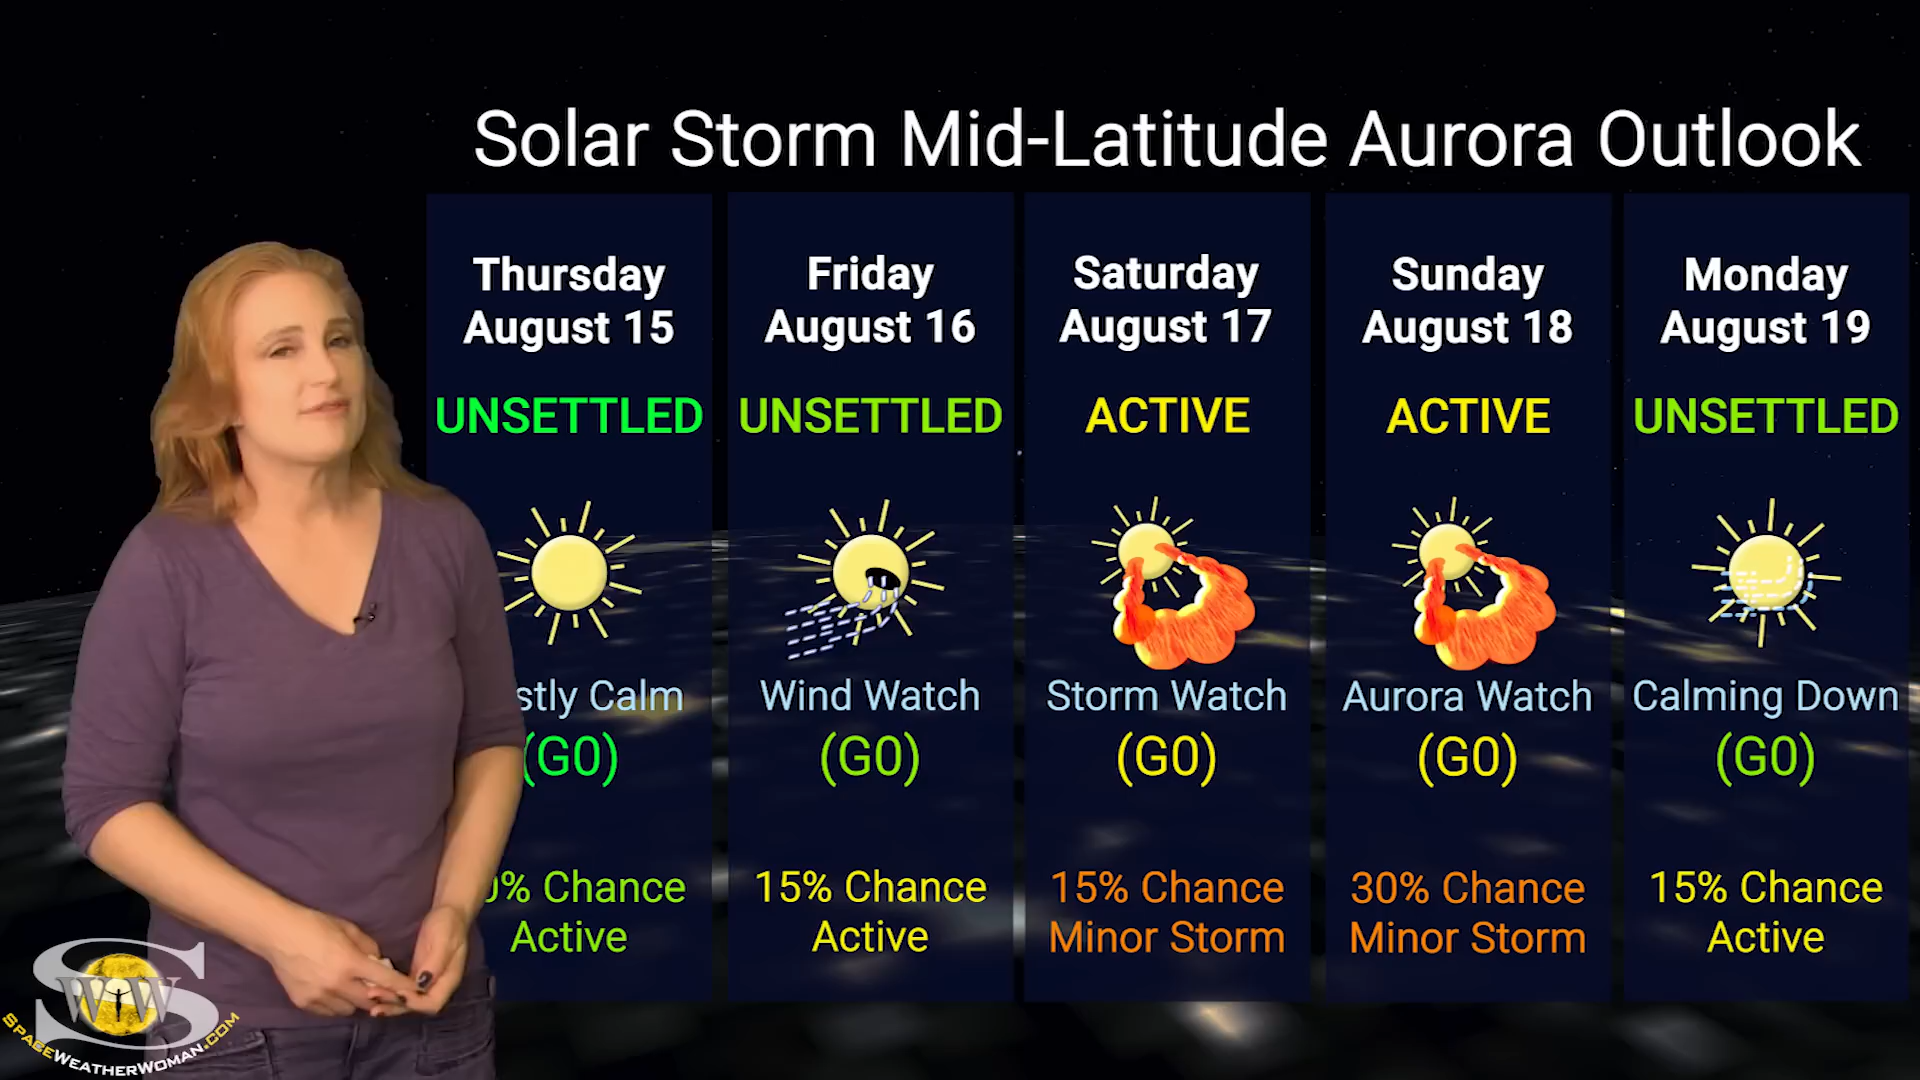 Solar Storm Mid-Latitude Aurora Outlook
Thursday
August 15
UNSETTLED
Calm
(G0)
Chance
Active
Friday
August 16
UNSETTLED
Wind Watch
(G0)
15% Chance
Active
Saturday
August 17
ACTIVE
Storm Watch
(G0)
15% Chance
Minor Storm
Sunday
August 18
ACTIVE
Aurora Watch
(G0)
30% Chance
Minor Storm
Monday
August 19
UNSETTLED
Calming Down
(G0)
15% Chance
Active
SWW
SPACEWEATHERWOMAN.COM